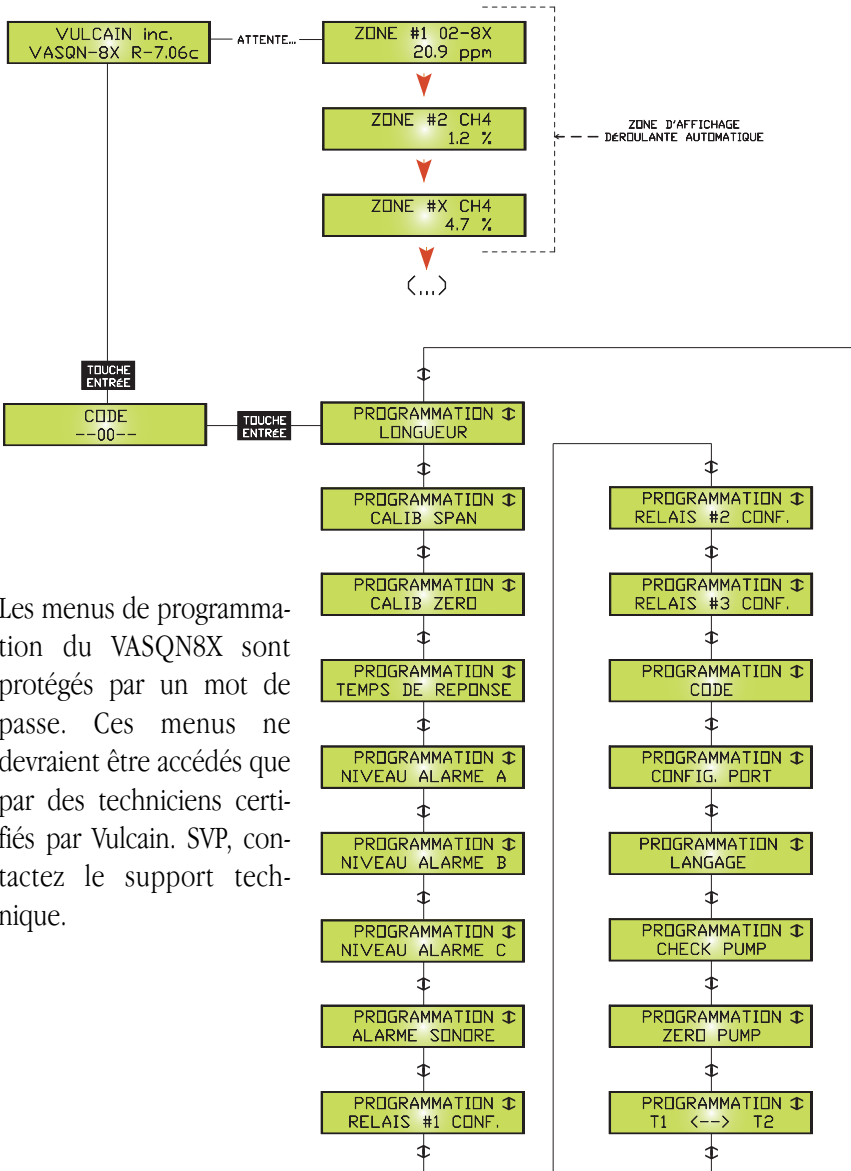 VULCAIN inc.
VASQN-8X R-7.06c
ATTENTE...
ZONE #1 O2-8X
20.9 ppm
ZONE #2 CH4
1.2 %
ZONE #X CH4
4.7 %
(...)
ZONE D'AFFICHAGE
DéROULANTE AUTOMATIQUE
TOUCHE
ENTRéE
CODE
--00--
TOUCHE
ENTRéE
PROGRAMMATION
LONGUEUR
PROGRAMMATION
CALIB SPAN
PROGRAMMATION
CALIB ZERO
PROGRAMMATION
TEMPS DE REPONSE
PROGRAMMATION
NIVEAU ALARME A
PROGRAMMATION
NIVEAU ALARME B
PROGRAMMATION
NIVEAU ALARME C
PROGRAMMATION
ALARME SONORE
PROGRAMMATION
RELAIS #1 CONF.
PROGRAMMATION
RELAIS #2 CONF.
PROGRAMMATION
RELAIS #3 CONF.
PROGRAMMATION
CODE
PROGRAMMATION
CONFIG. PORT
PROGRAMMATION
LANGAGE
PROGRAMMATION
CHECK PUMP
PROGRAMMATION
ZERO PUMP
PROGRAMMATION
T1 <--> T2
Les menus de programma-
tion du VASQN8X sont
protégés par un mot de
passe. Ces menus ne
devraient être accédés que
par des techniciens certi-
fiés par Vulcain. SVP, con-
tactez le support tech-
nique.